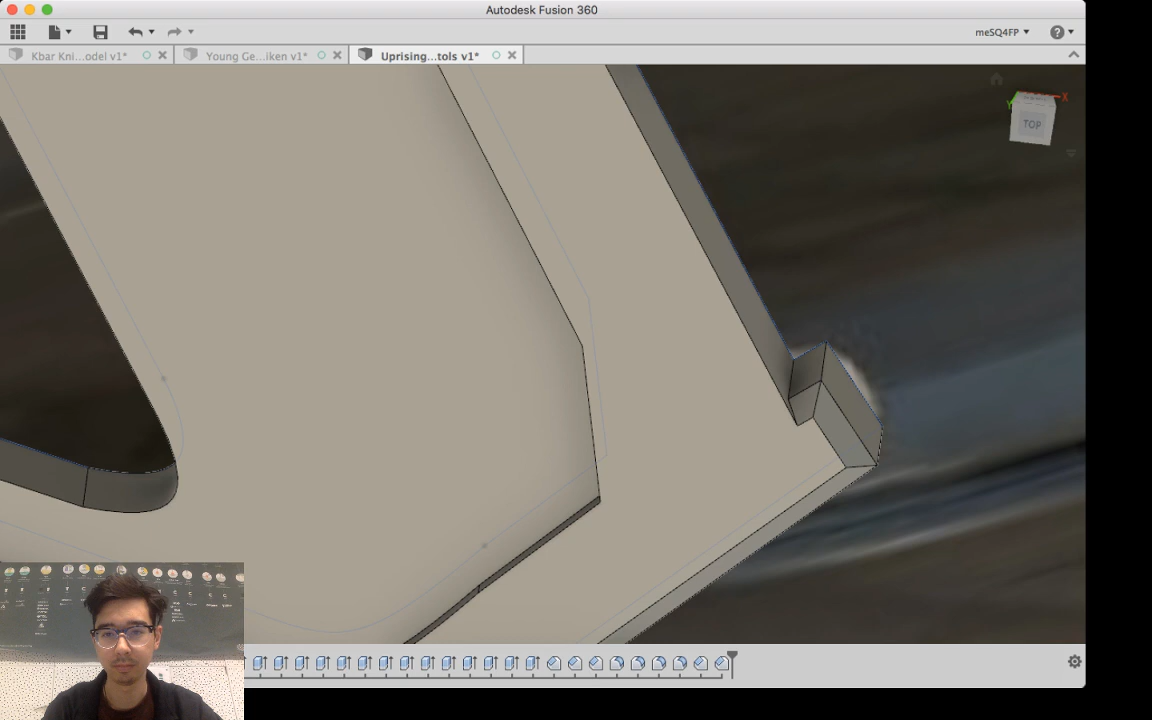 Autodesk Fusion 360
meSQ4FP
?
Kbar Kni...odel v1*
Young Ge...iken v1*
Uprising...tols v1*
X
Y
TOP